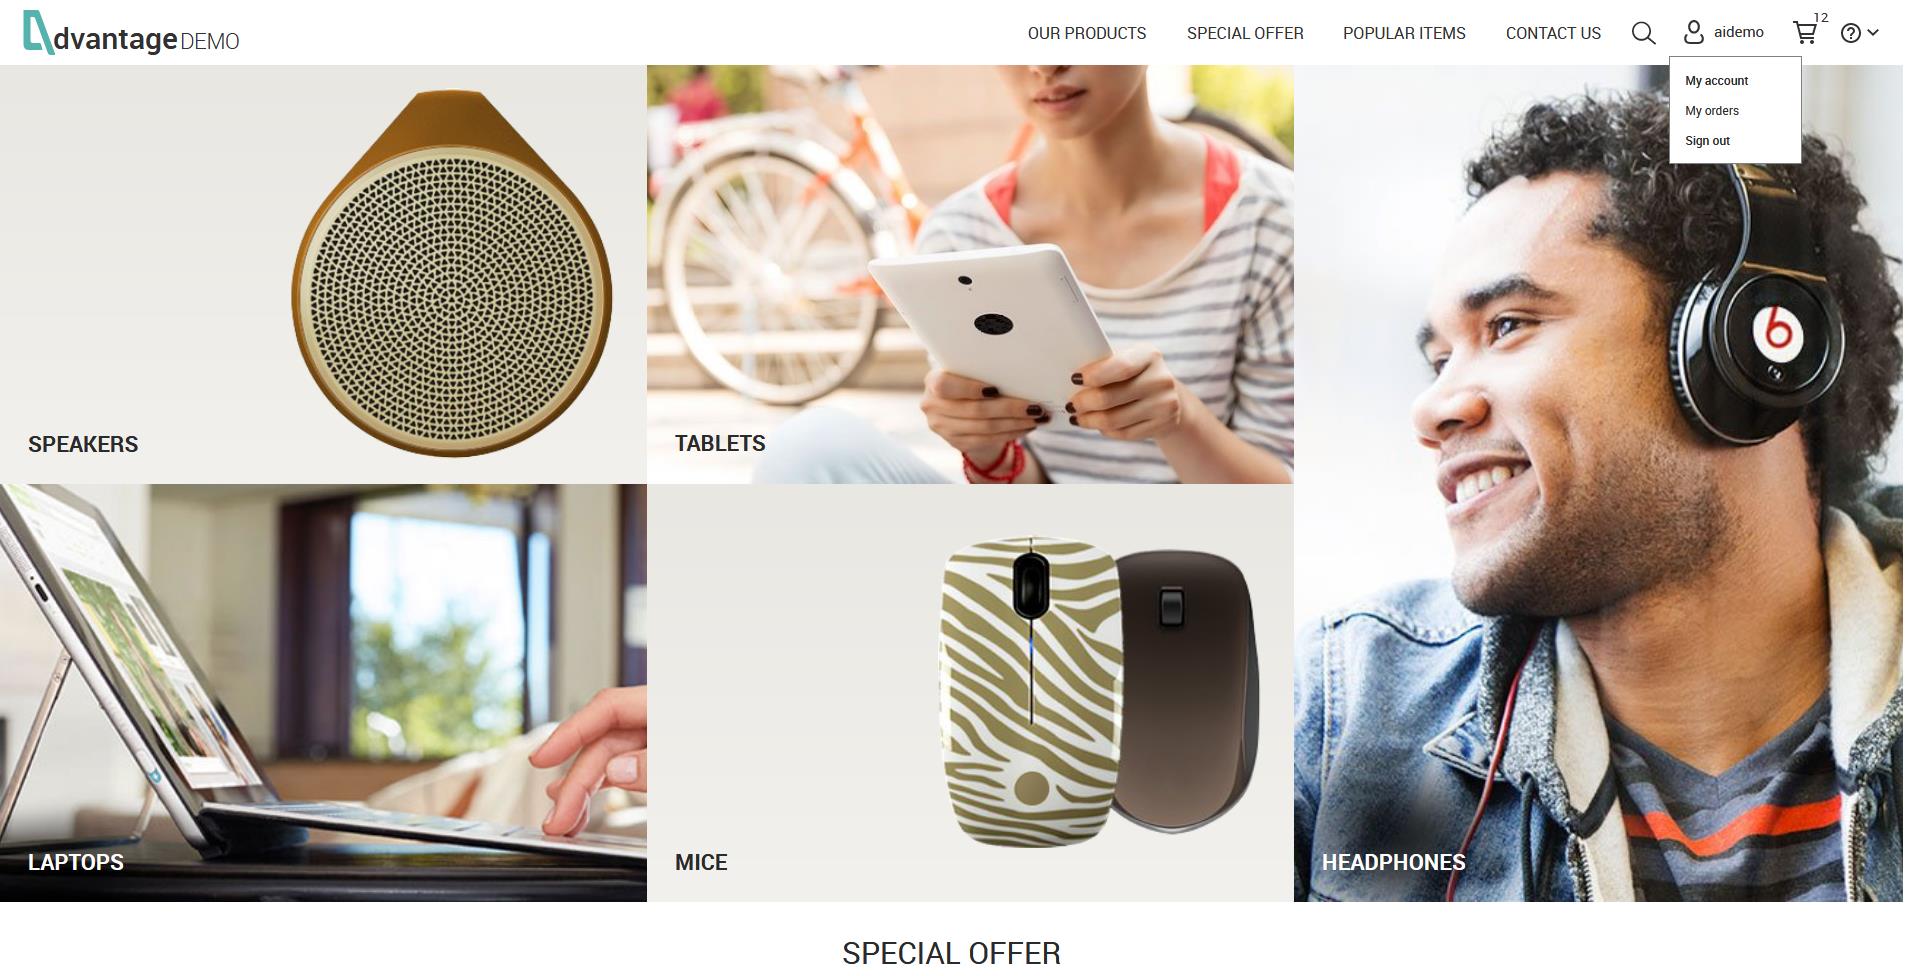 dvantage DEMO
OUR PRODUCTS SPECIAL OFFER POPULAR ITEMS CONTACT US aidemo 12
My account
My orders
Sign out
SPEAKERS
TABLETS
LAPTOPS
MICE
HEADPHONES
SPECIAL OFFER